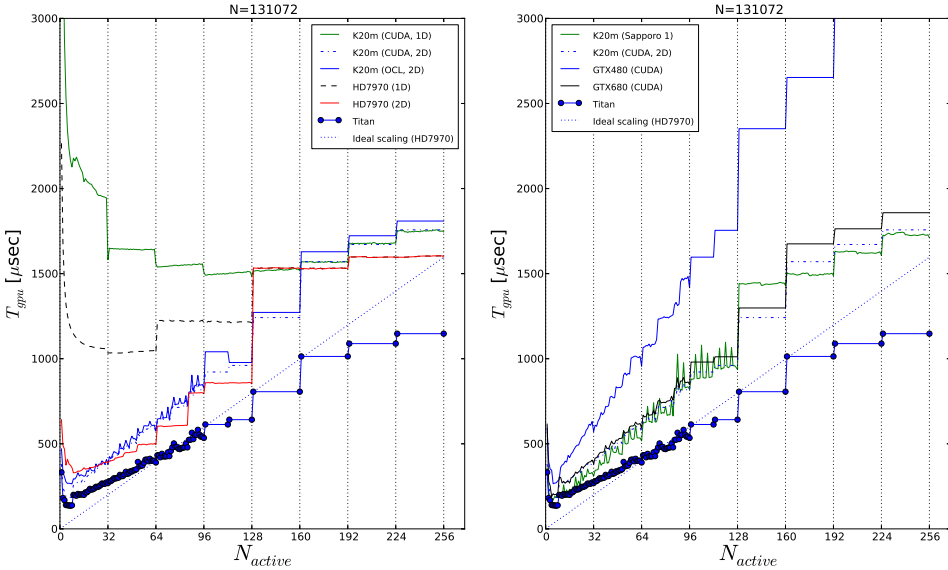 N=131072
3000
2500
2000
1500
1000
500
0
T_gpu [μsec]
K20m (CUDA, 1D)
K20m (CUDA, 2D)
K20m (OCL, 2D)
HD7970 (1D)
HD7970 (2D)
Titan
Ideal scaling (HD7970)
0 32 64 96 128 160 192 224 256
N_active
N=131072
3000
2500
2000
1500
1000
500
0
T_gpu [μsec]
K20m (Sapporo 1)
K20m (CUDA, 2D)
GTX480 (CUDA)
GTX680 (CUDA)
Titan
Ideal scaling (HD7970)
0 32 64 96 128 160 192 224 256
N_active